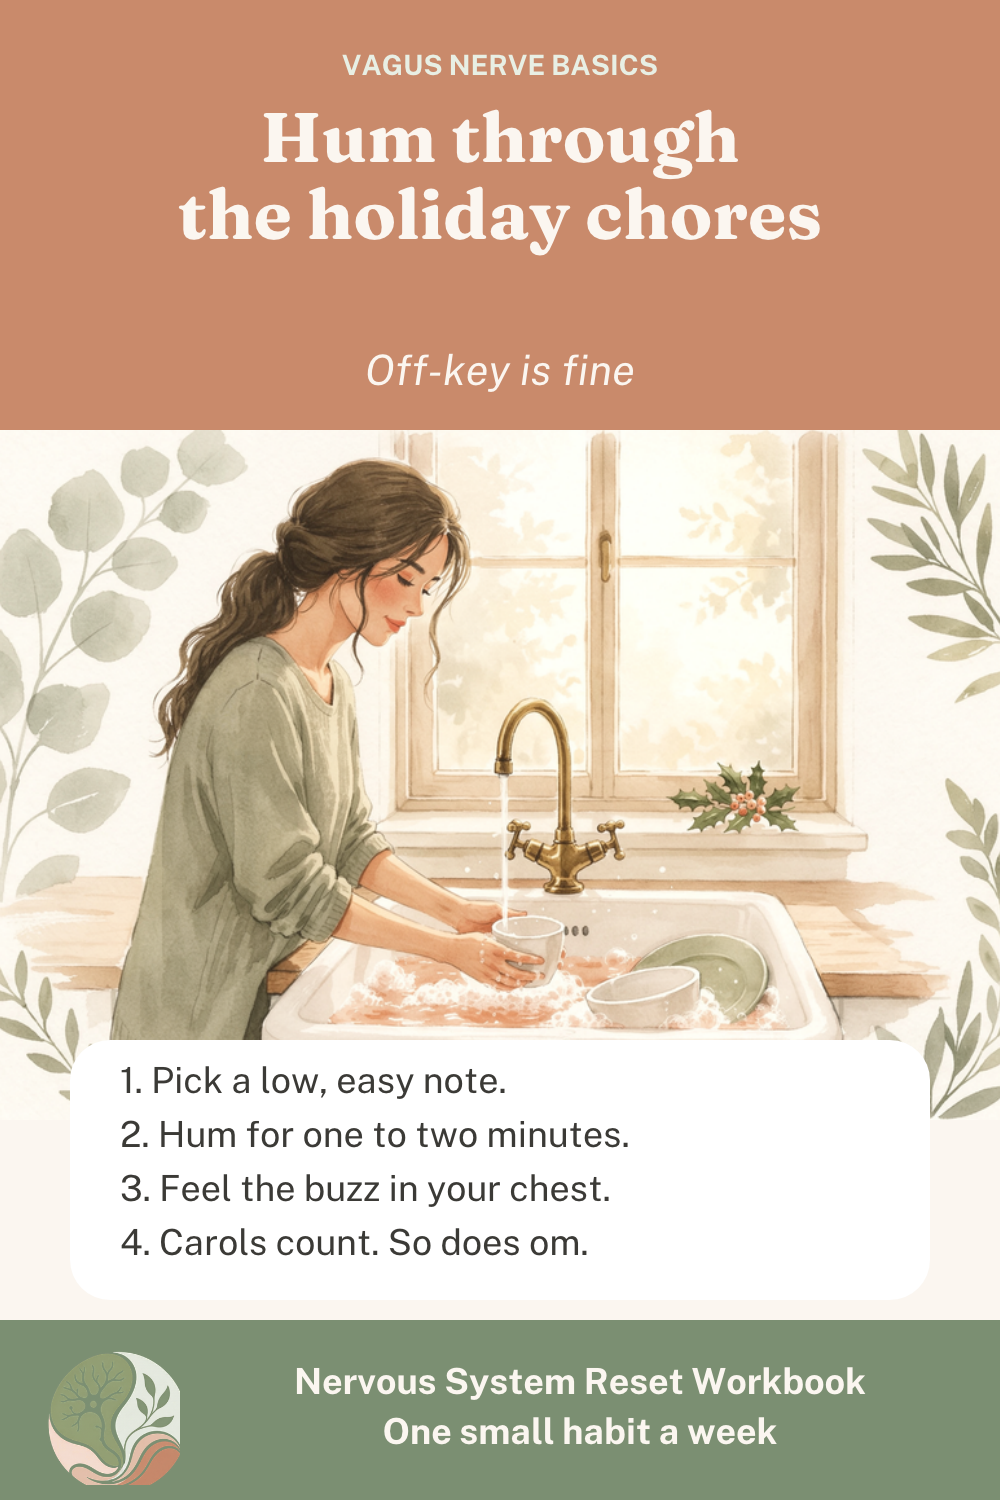 VAGUS NERVE BASICS
Hum through
the holiday chores
Off-key is fine
1. Pick a low, easy note.
2. Hum for one to two minutes.
3. Feel the buzz in your chest.
4. Carols count. So does om.
Nervous System Reset Workbook
One small habit a week